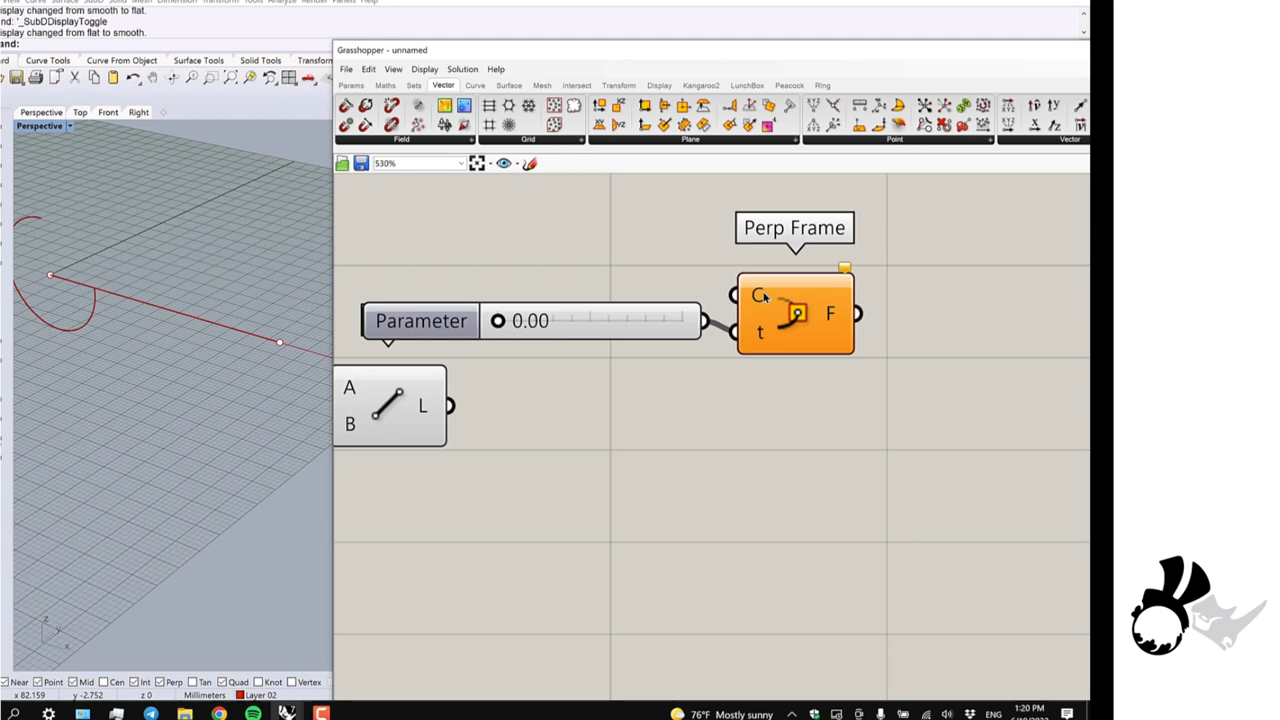 isplay changed from smooth to flat.
nd: '_SubDDisplayToggle
isplay changed from flat to smooth.
and:
rd Curve Tools Curve From Object Surface Tools Solid Tools Transform
Perspective Top Front Right
Perspective
Grasshopper - unnamed
File Edit View Display Solution Help
Params Maths Sets Vector Curve Surface Mesh Intersect Transform Display Kangaroo2 LunchBox Peacock Ring
Field Grid Plane Point Vector
530%
Perp Frame
Parameter 0.00
C
t
F
A
B
L
z
y
x
Near Point Mid Cen Int Perp Tan Quad Knot Vertex
x 82.159 y -2.752 z 0 Millimeters Layer 02
76°F Mostly sunny ENG 1:20 PM